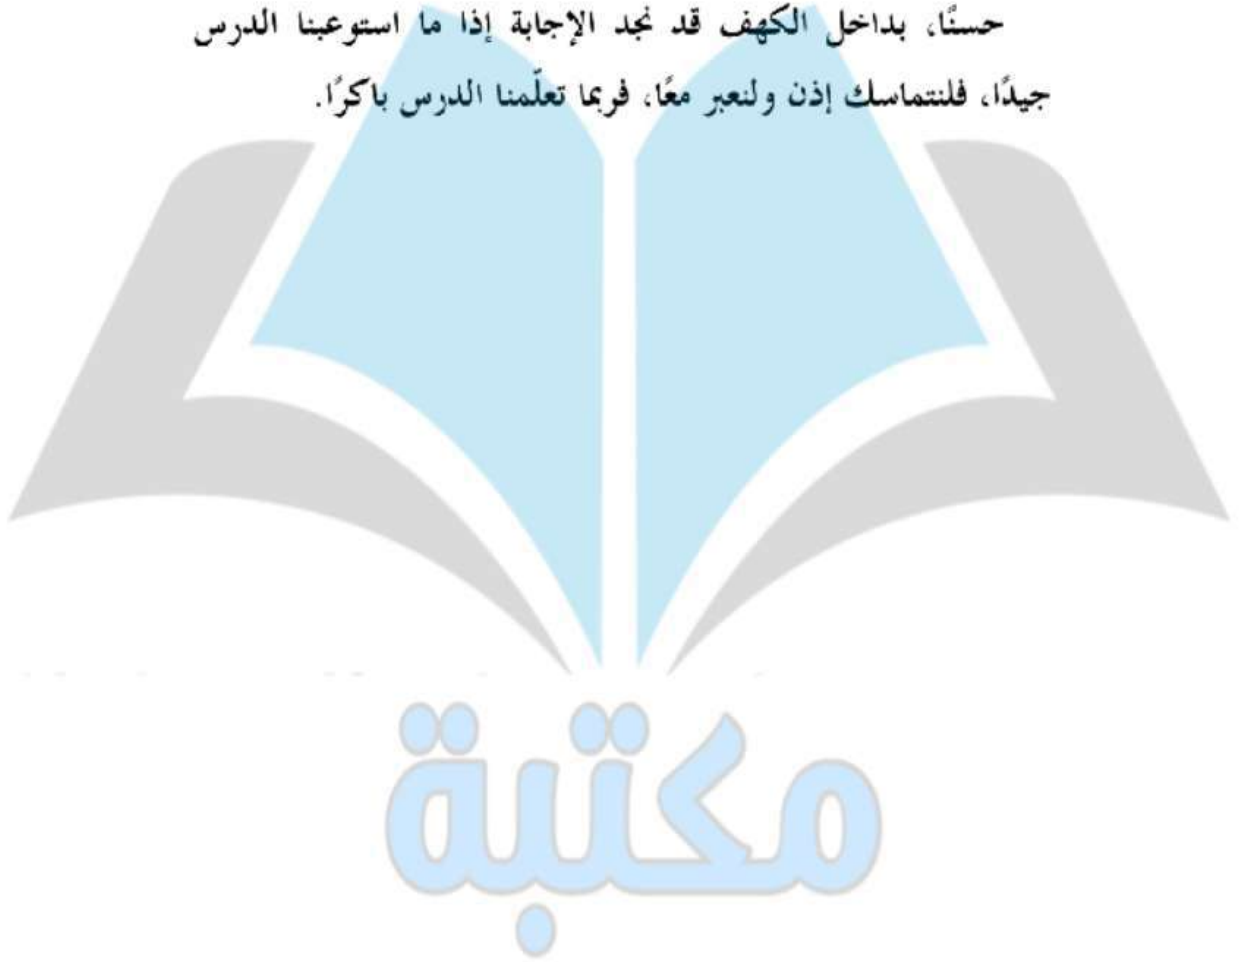 حسنًا، بداخل الكهف قد نجد الإجابة إذا ما استوعبنا الدرس
جيدًا، فلنتماسك إذن ولنعبر معًا، فربما تعلّمنا الدرس باكرًا.
مكتبة